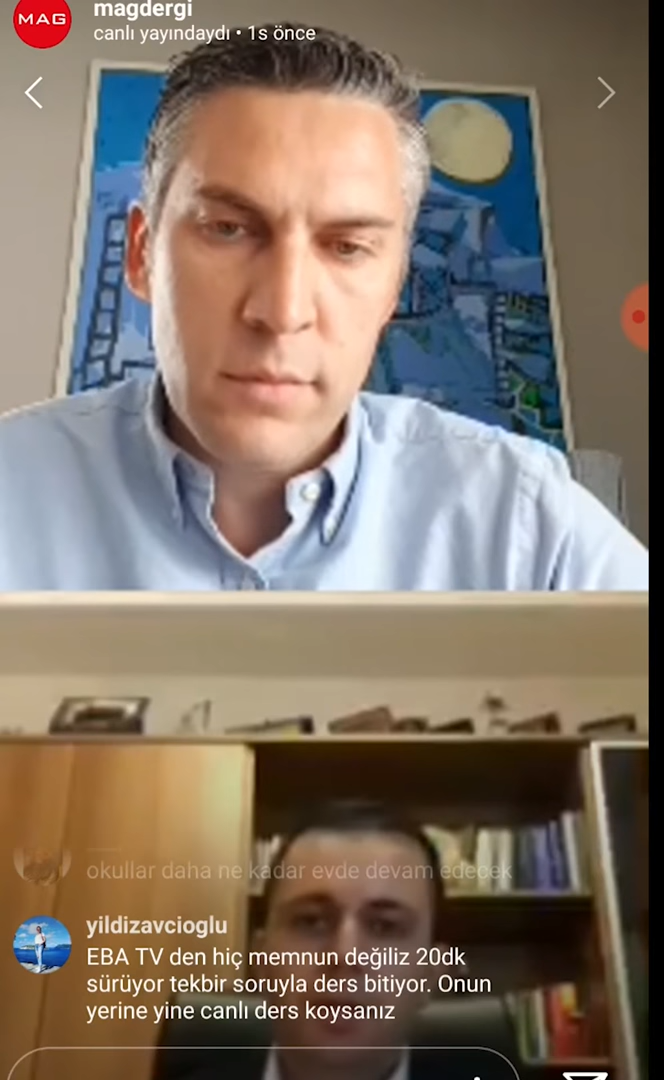 MAG
magdergi
canlı yayındaydı • 1s önce
okullar daha ne kadar evde devam edecek
yildizavcioglu
EBA TV den hiç memnun değiliz 20dk
sürüyor tekbir soruyla ders bitiyor. Onun
yerine yine canlı ders koysanız